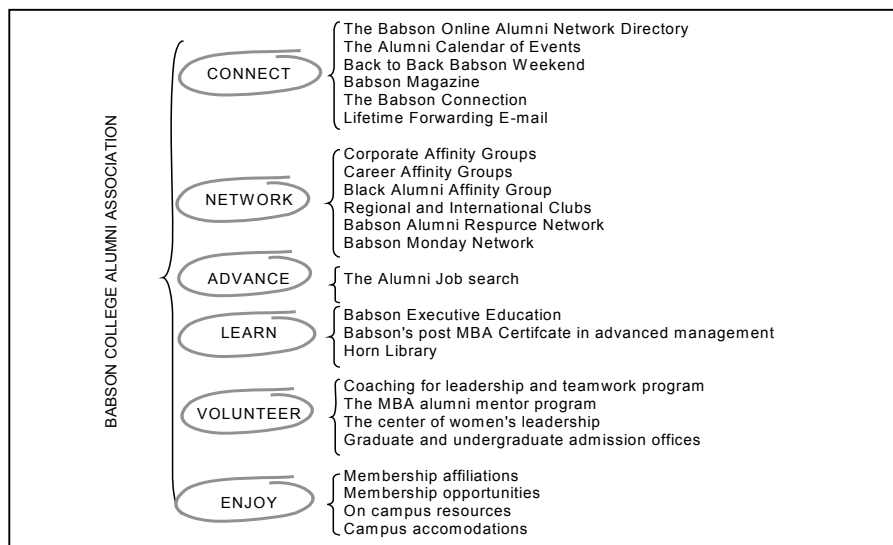 BABSON COLLEGE ALUMNI ASSOCIATION
CONNECT
The Babson Online Alumni Network Directory
The Alumni Calendar of Events
Back to Back Babson Weekend
Babson Magazine
The Babson Connection
Lifetime Forwarding E-mail
NETWORK
Corporate Affinity Groups
Career Affinity Groups
Black Alumni Affinity Group
Regional and International Clubs
Babson Alumni Respurce Network
Babson Monday Network
ADVANCE
The Alumni Job search
LEARN
Babson Executive Education
Babson's post MBA Certifcate in advanced management
Horn Library
VOLUNTEER
Coaching for leadership and teamwork program
The MBA alumni mentor program
The center of women's leadership
Graduate and undergraduate admission offices
ENJOY
Membership affiliations
Membership opportunities
On campus resources
Campus accomodations